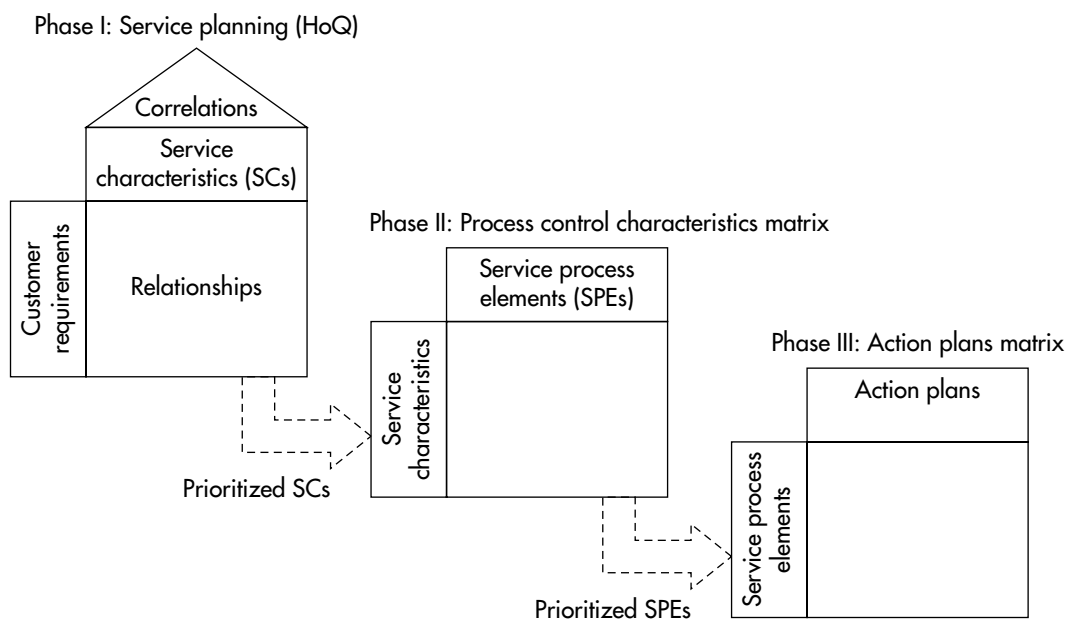 Phase I: Service planning (HoQ)
Correlations
Service
characteristics (SCs)
Customer
requirements
Relationships
Prioritized SCs
Phase II: Process control characteristics matrix
Service process
elements (SPEs)
Service
characteristics
Prioritized SPEs
Phase III: Action plans matrix
Action plans
Service process
elements